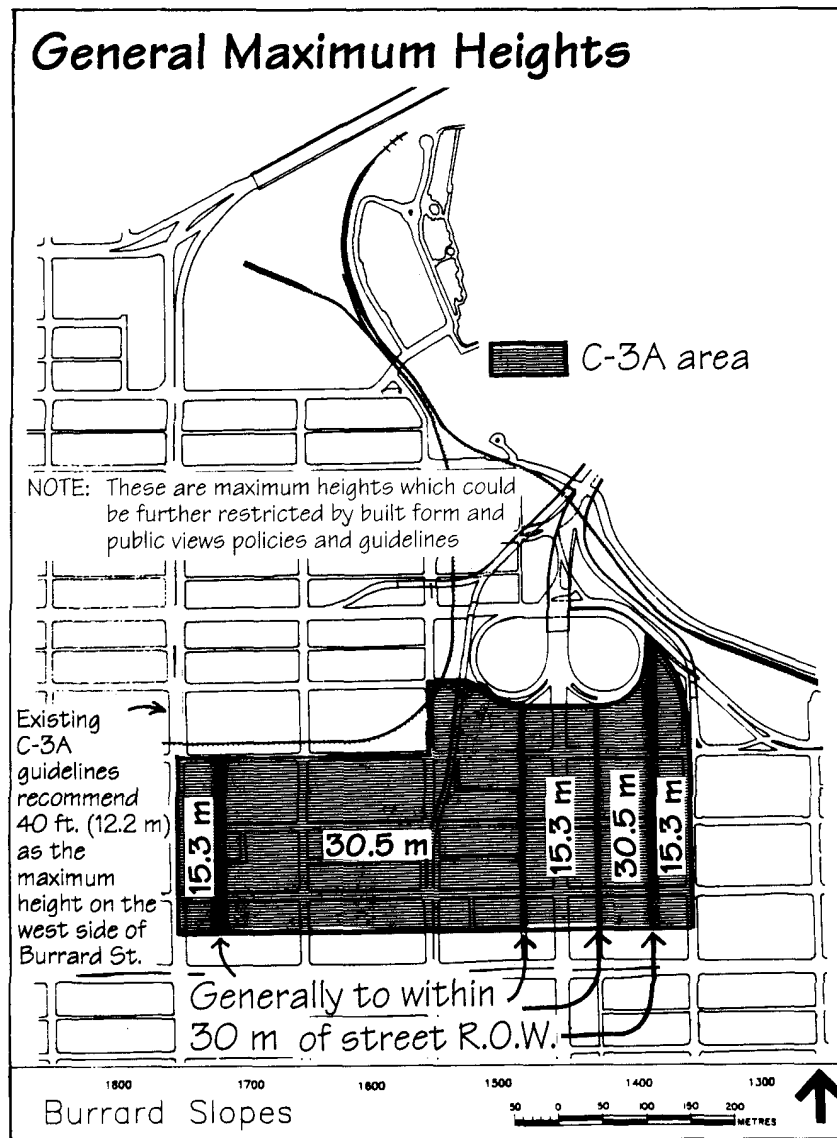 General Maximum Heights
C-3A area
NOTE: These are maximum heights which could
be further restricted by built form and
public views policies and guidelines
Existing
C-3A
guidelines
recommend
40 ft. (12.2 m)
as the
maximum
height on the
west side of
Burrard St.
15.3 m
30.5 m
15.3 m
30.5 m
15.3 m
Generally to within
30 m of street R.O.W.
1800 1700 1600 1500 1400 1300
Burrard Slopes
50 0 50 100 150 200
METRES